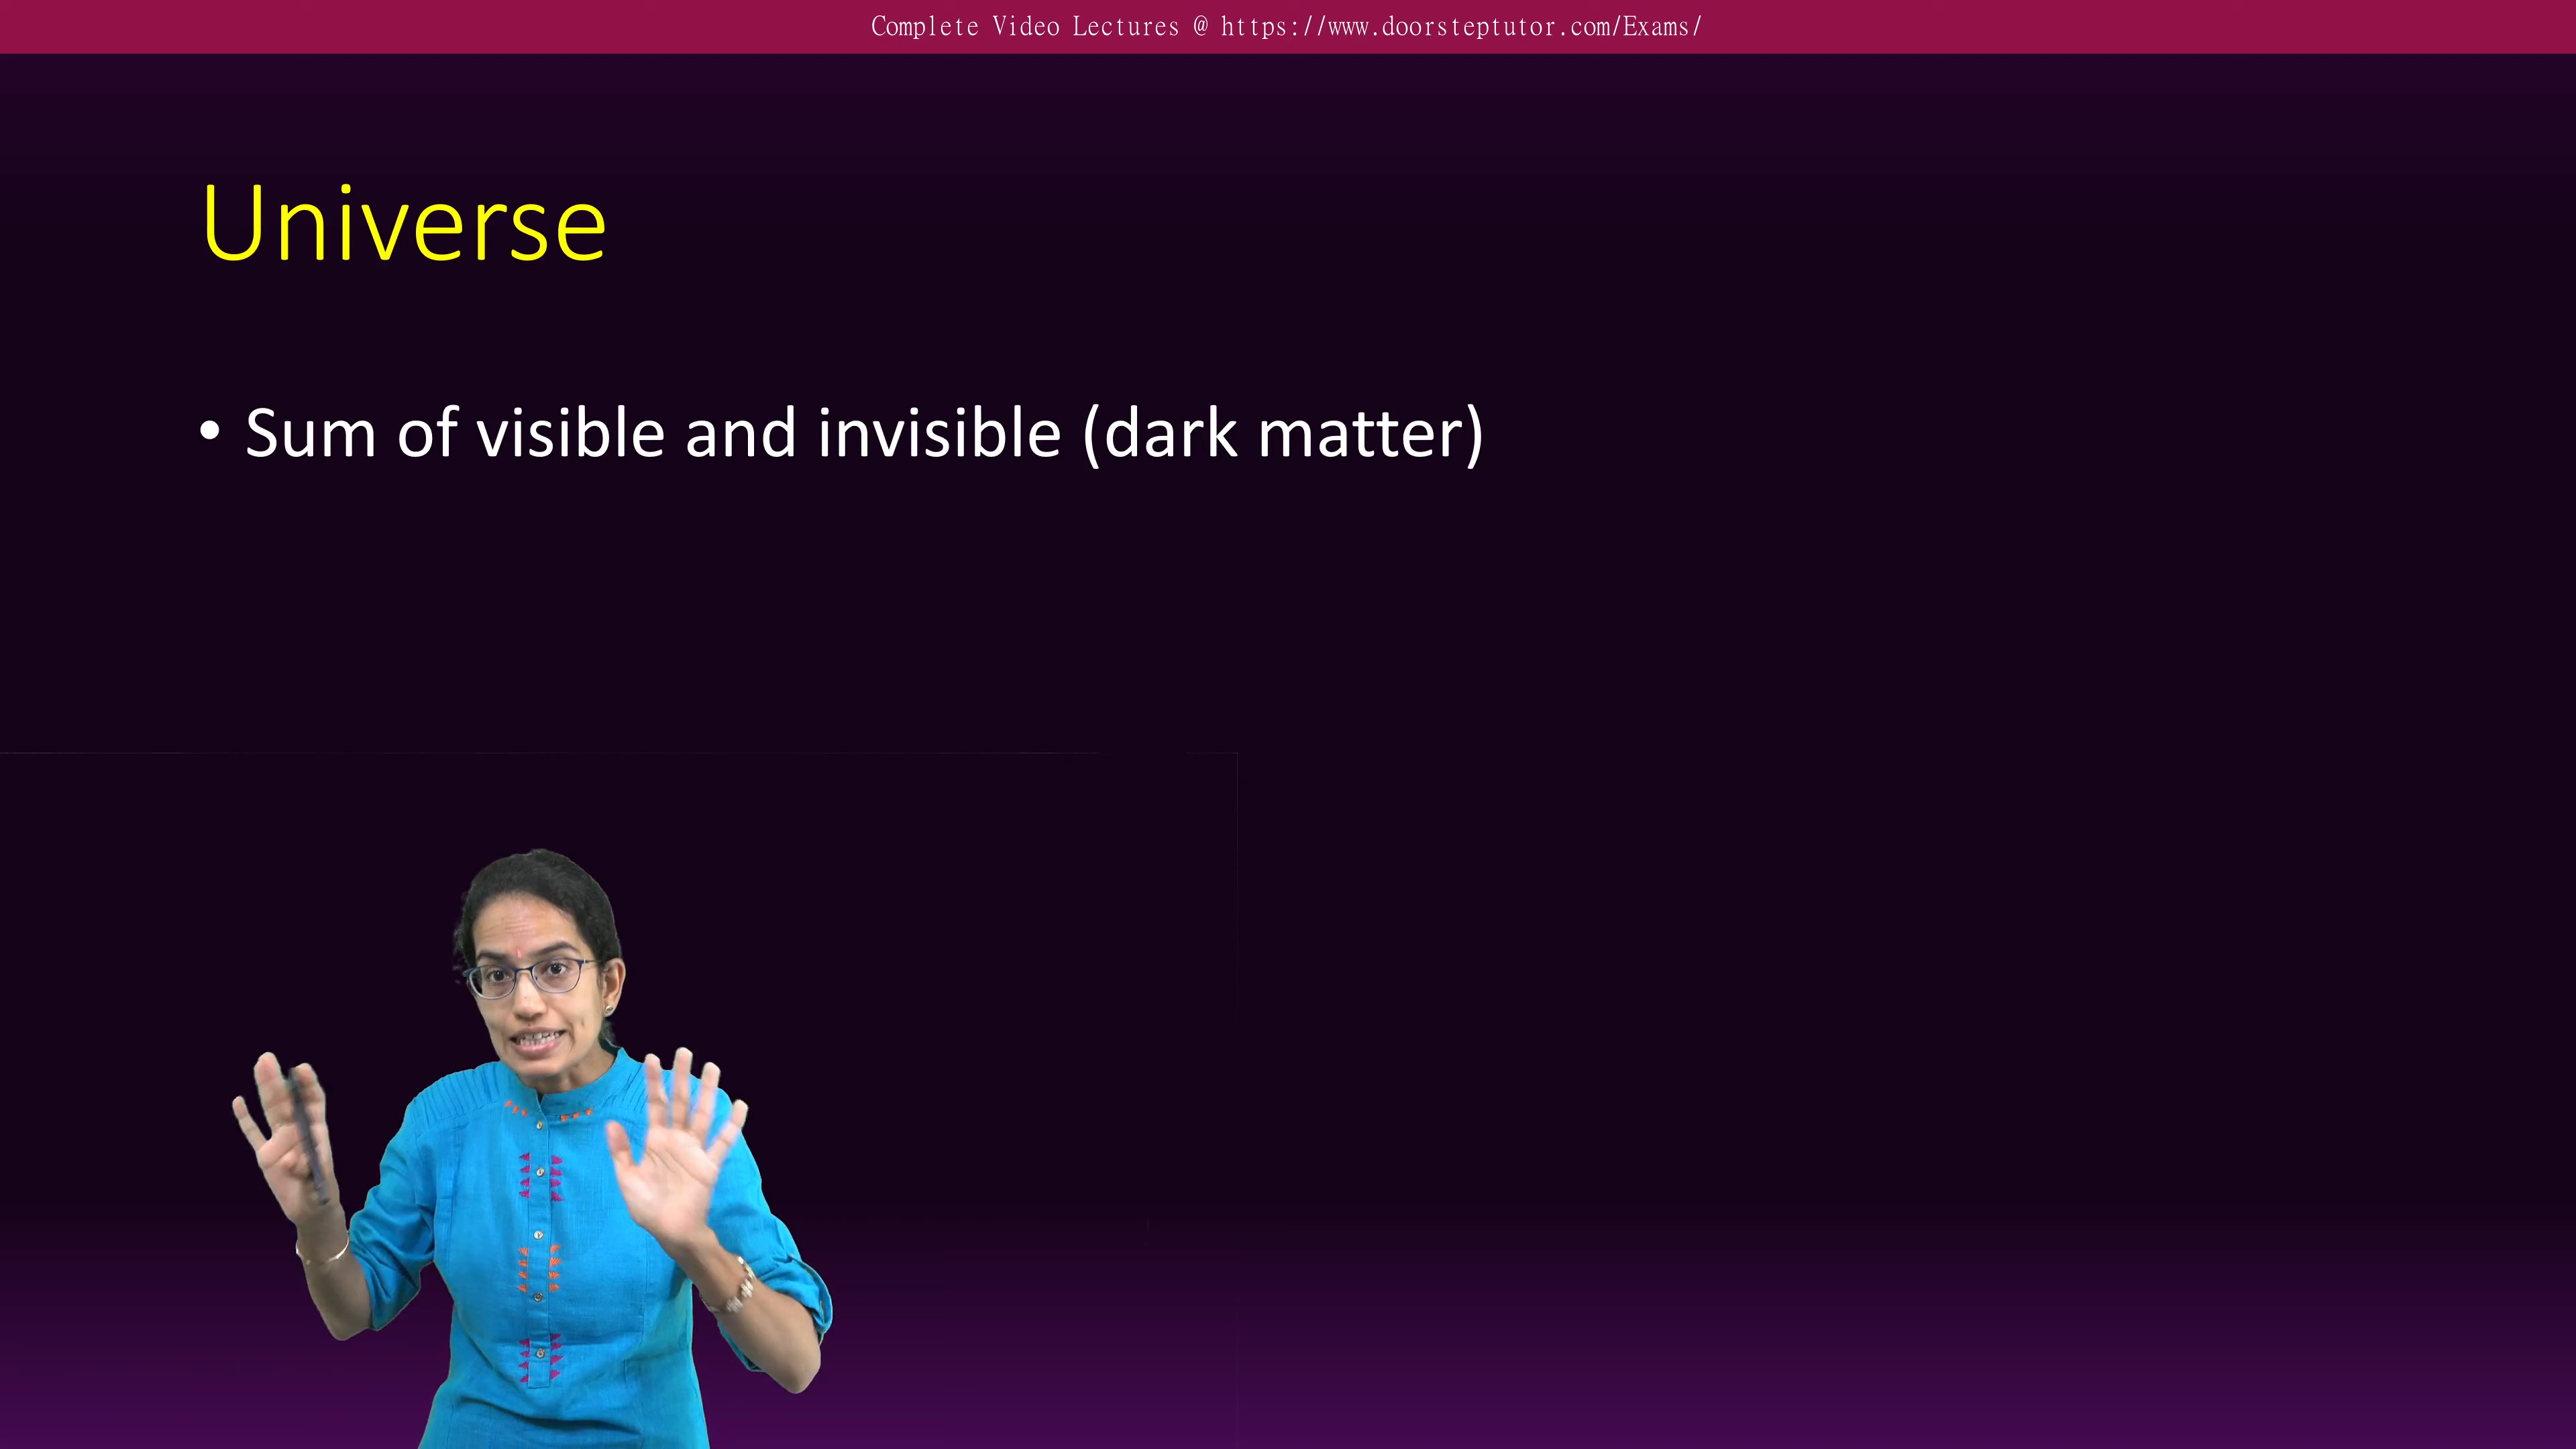 Complete Video Lectures @ https://www.doorsteptutor.com/Exams/
Universe
• Sum of visible and invisible (dark matter)